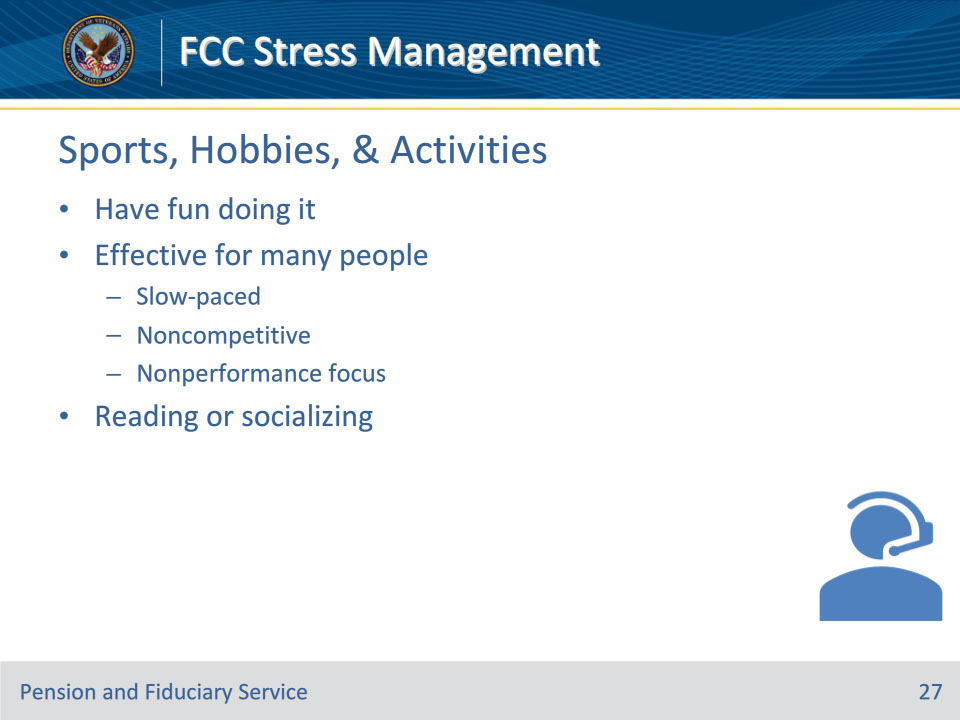 FCC Stress Management
Sports, Hobbies, & Activities
• Have fun doing it
• Effective for many people
– Slow-paced
– Noncompetitive
– Nonperformance focus
• Reading or socializing
Pension and Fiduciary Service
27